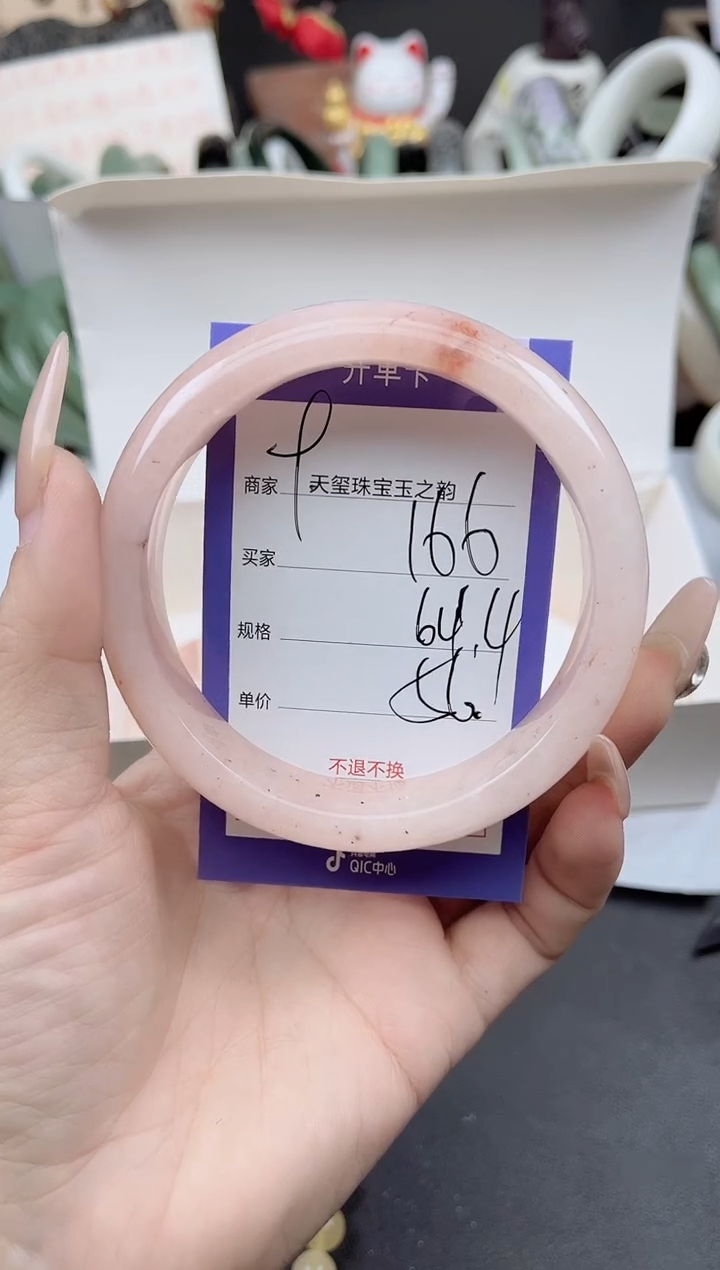 开单卡
商家 天玺珠宝玉之韵
买家 166
规格 64.4
单价
不退不换
QIC中心